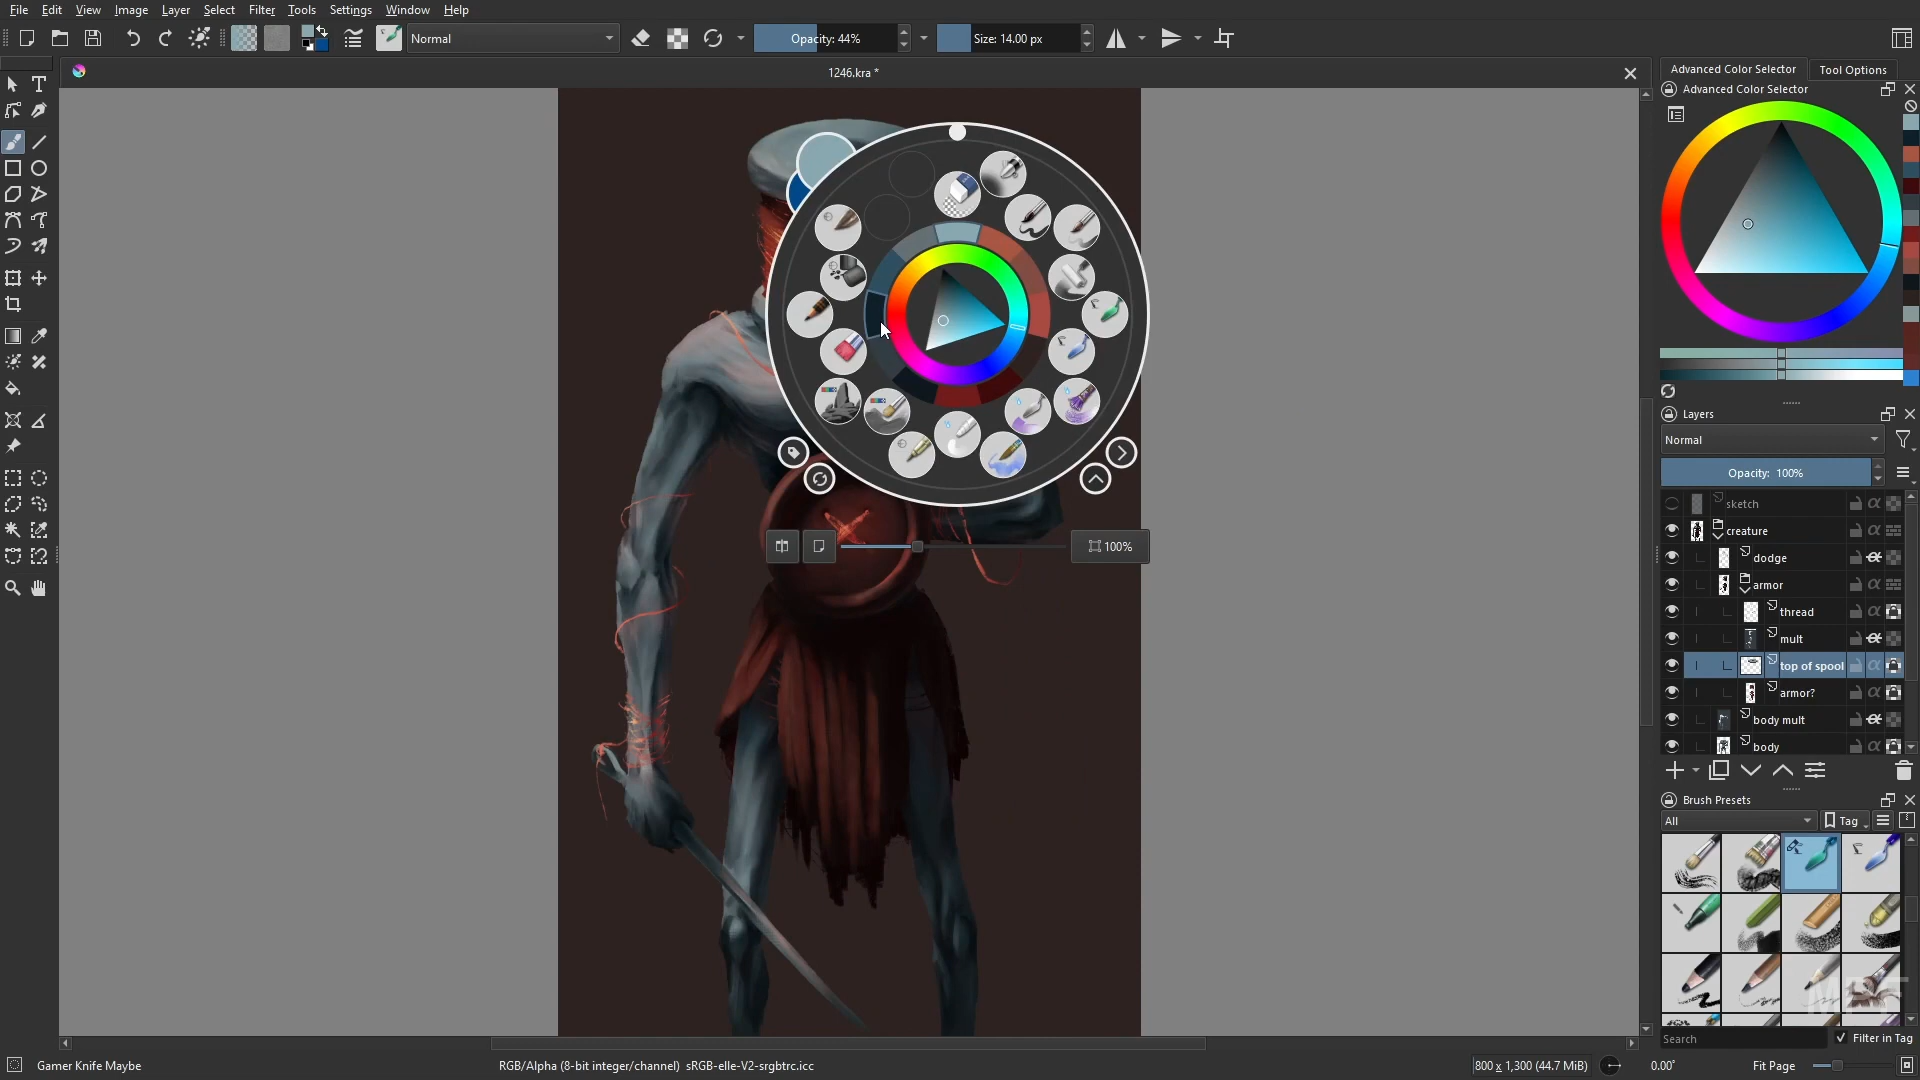 File Edit View Image Layer Select Filter Tools Settings Window Help
Normal
Opacity: 44%
Size: 14.00 px
1246.kra *
Advanced Color Selector
Tool Options
Advanced Color Selector
Layers
Normal
Opacity: 100%
sketch
creature
dodge
armor
thread
mult
top of spool
armor?
body mult
body
100%
Brush Presets
All
Tag
Search
Filter in Tag
Gamer Knife Maybe
RGB/Alpha (8-bit integer/channel) sRGB-elle-V2-srgbtrc.icc
800 x 1,300 (44.7 MiB)
0.00°
Fit Page